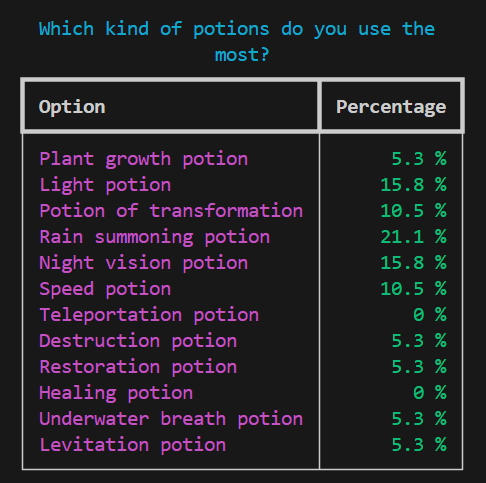 Which kind of potions do you use the
most?
Option Percentage
Plant growth potion 5.3 %
Light potion 15.8 %
Potion of transformation 10.5 %
Rain summoning potion 21.1 %
Night vision potion 15.8 %
Speed potion 10.5 %
Teleportation potion 0 %
Destruction potion 5.3 %
Restoration potion 5.3 %
Healing potion 0 %
Underwater breath potion 5.3 %
Levitation potion 5.3 %